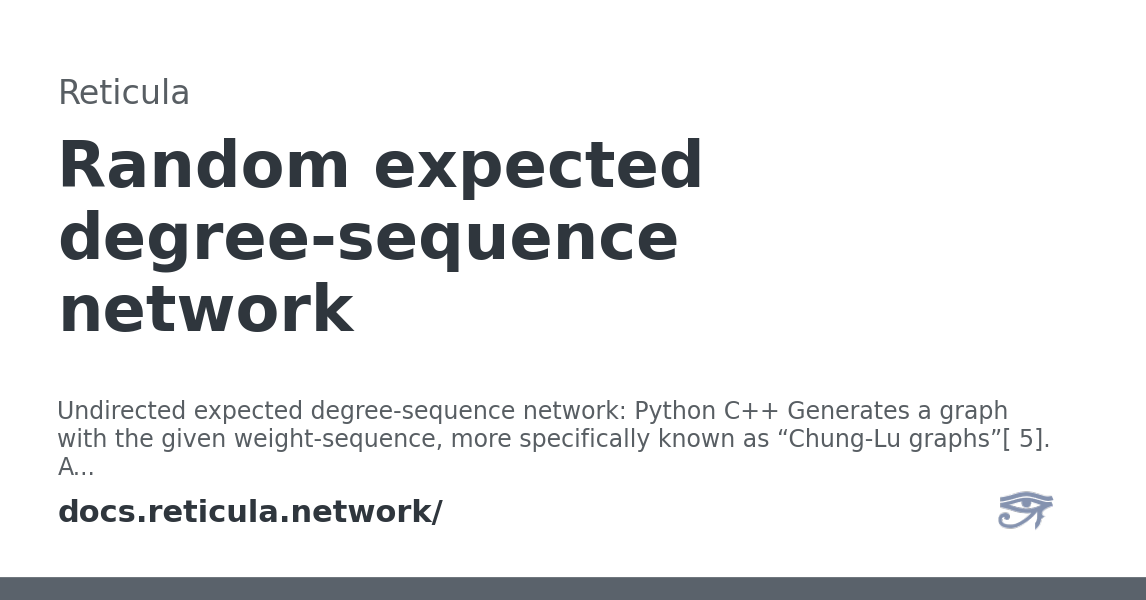 Reticula
Random expected
degree-sequence
network
Undirected expected degree-sequence network: Python C++ Generates a graph
with the given weight-sequence, more specifically known as “Chung-Lu graphs”[ 5].
A...
docs.reticula.network/